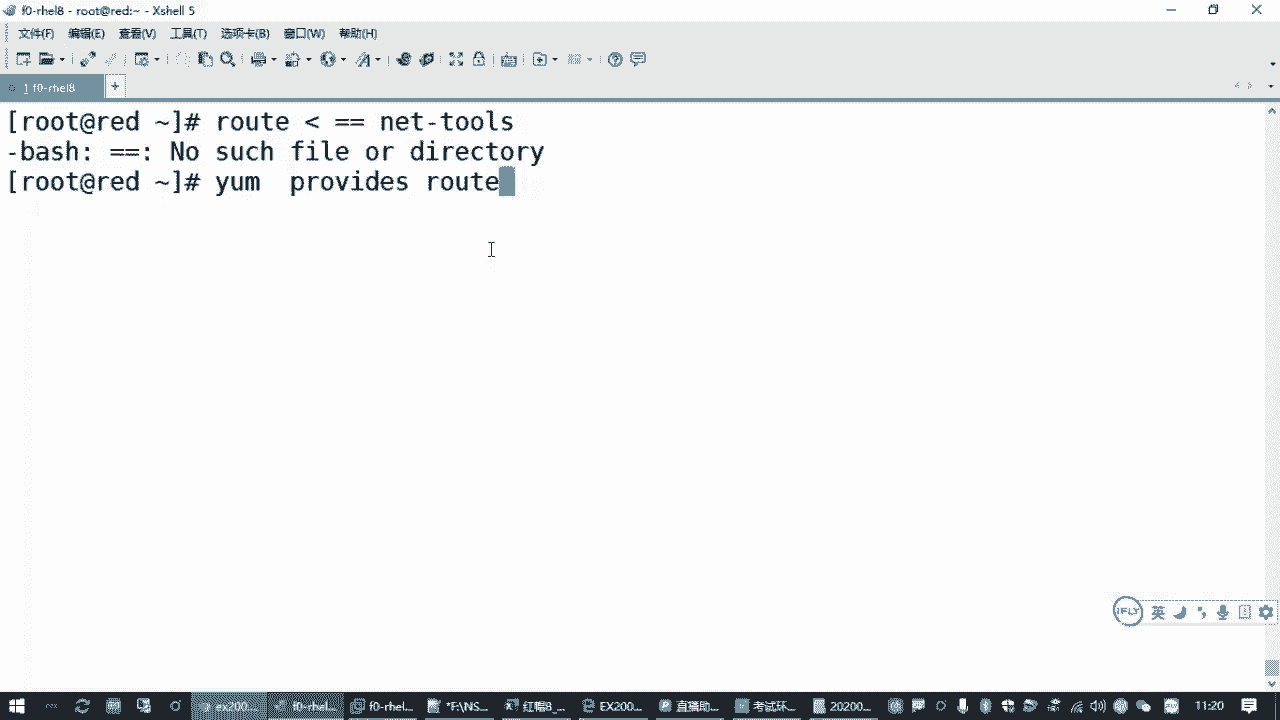 f0-rhel8 - root@red:~ - Xshell 5
文件(F) 编辑(E) 查看(V) 工具(T) 选项卡(B) 窗口(W) 帮助(H)
1 f0-rhel8
[root@red ~]# route < == net-tools
-bash: ==: No such file or directory
[root@red ~]# yum  provides route
iFLY 英
ex200... f0-rhel... f0-rhel... *F:\NS... 红帽8_... EX200... 直播助... 考试环... 20200... 11:20